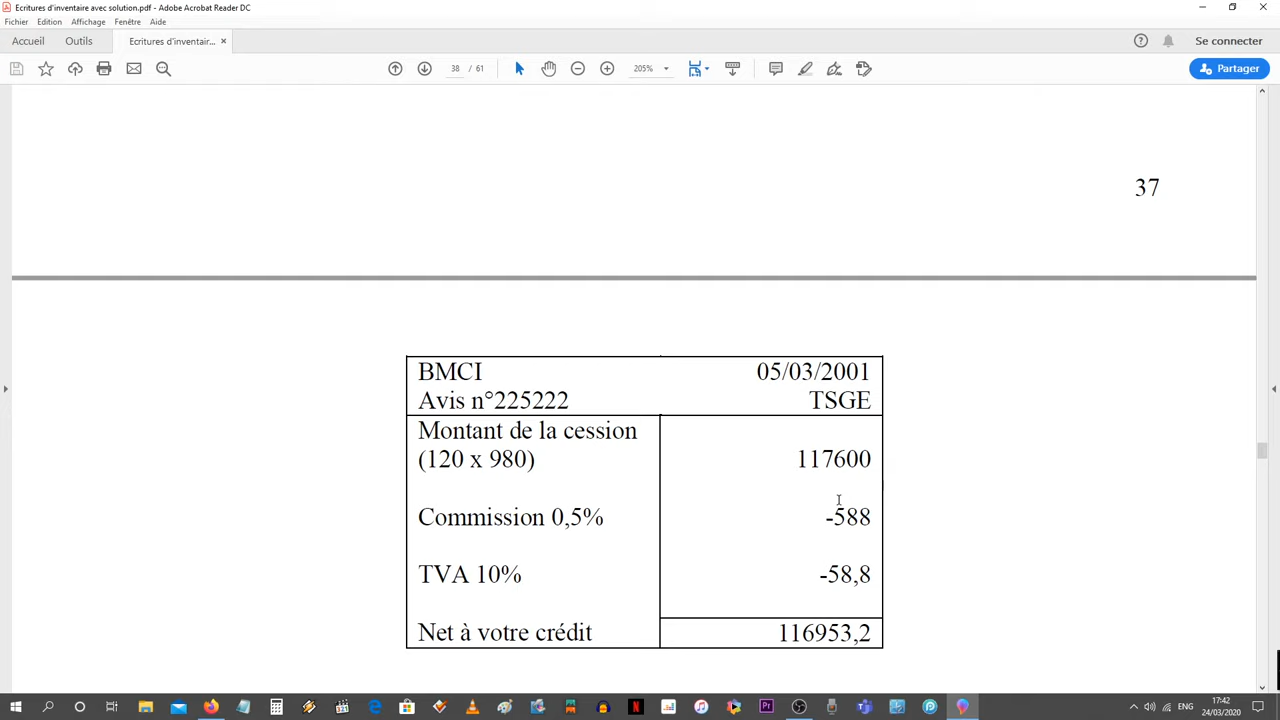 Ecritures d'inventaire avec solution.pdf - Adobe Acrobat Reader DC
Fichier Edition Affichage Fenêtre Aide
Accueil Outils Ecritures d'inventair... × Se connecter
38 / 61 205% Partager
37
BMCI 05/03/2001
Avis n°225222 TSGE
Montant de la cession
(120 x 980) 117600
Commission 0,5% -588
TVA 10% -58,8
Net à votre crédit 116953,2
17:42
ENG
24/03/2020